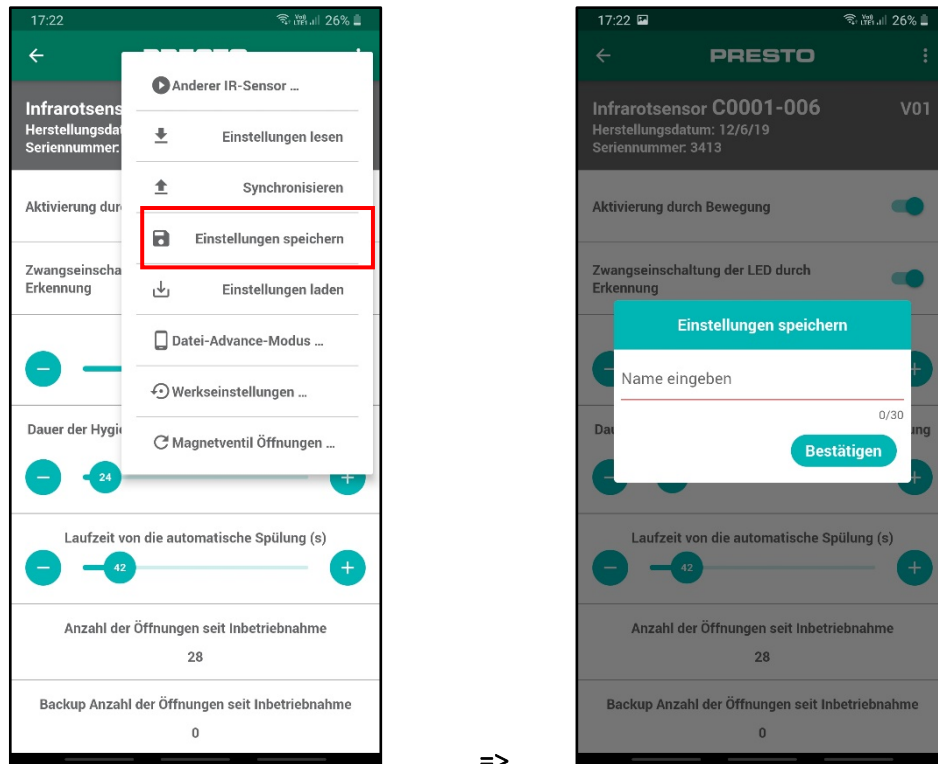 17:22
26%
Infrarotsens
Herstellungsdat
Seriennummer:
Aktivierung dur
Zwangseinscha
Erkennung
Dauer der Hygi
24
Laufzeit von die automatische Spülung (s)
42
Anzahl der Öffnungen seit Inbetriebnahme
28
Backup Anzahl der Öffnungen seit Inbetriebnahme
0
Anderer IR-Sensor ...
Einstellungen lesen
Synchronisieren
Einstellungen speichern
Einstellungen laden
Datei-Advance-Modus ...
Werkseinstellungen ...
Magnetventil Öffnungen ...
=>
17:22
26%
PRESTO
Infrarotsensor C0001-006 V01
Herstellungsdatum: 12/6/19
Seriennummer: 3413
Aktivierung durch Bewegung
Zwangseinschaltung der LED durch
Erkennung
Einstellungen speichern
Name eingeben
0/30
Bestätigen
Dau
ung
Laufzeit von die automatische Spülung (s)
42
Anzahl der Öffnungen seit Inbetriebnahme
28
Backup Anzahl der Öffnungen seit Inbetriebnahme
0